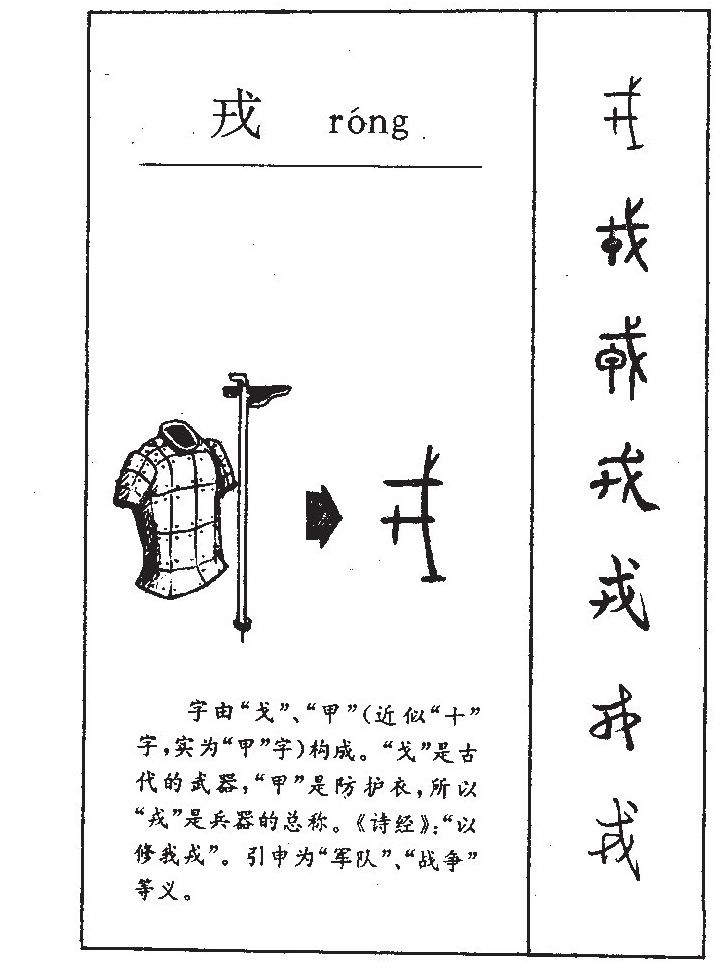 戎 róng
字由“戈”、“甲”(近似“十”
字,实为“甲”字)构成。“戈”是古
代的武器,“甲”是防护衣,所以
“戎”是兵器的总称。《诗经》:“以
修我戎”。引申为“军队”、“战争”
等义。